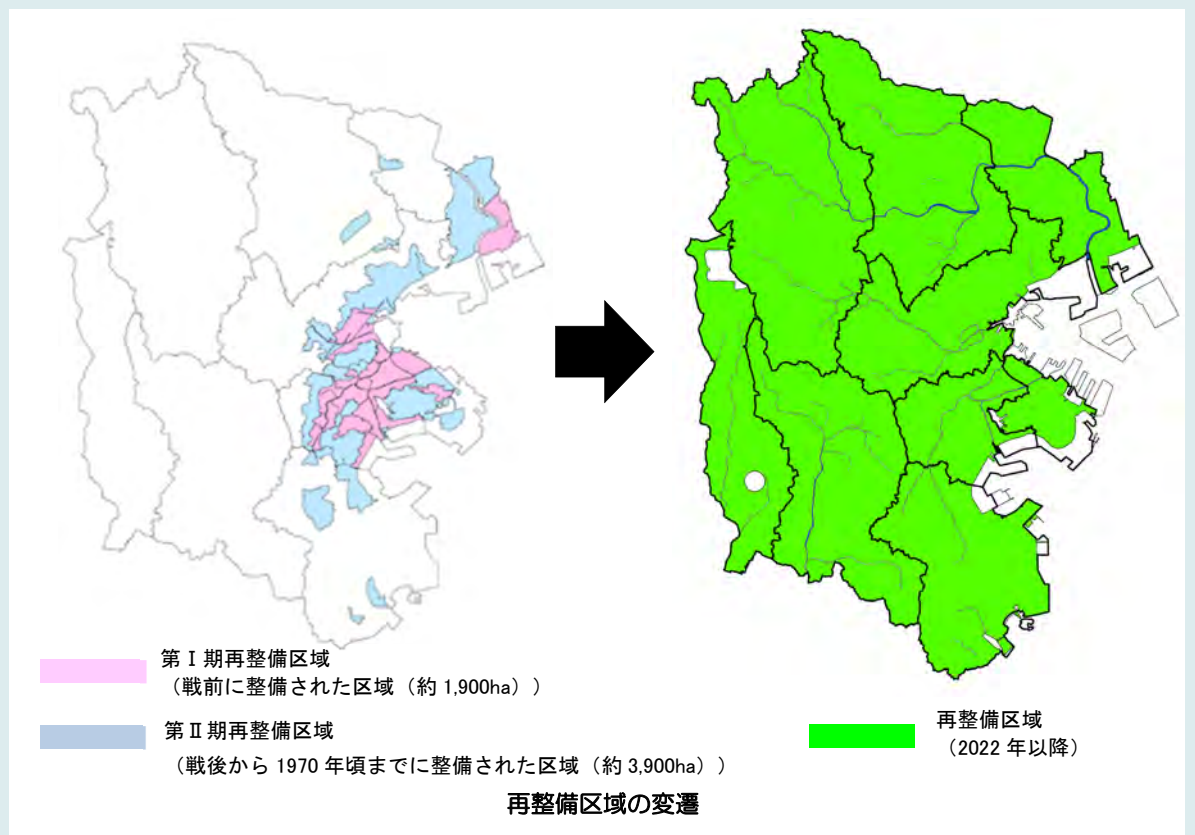 第Ⅰ期再整備区域
（戦前に整備された区域（約 1,900ha））
第Ⅱ期再整備区域
（戦後から 1970 年頃までに整備された区域（約 3,900ha））
再整備区域
（2022 年以降）
再整備区域の変遷